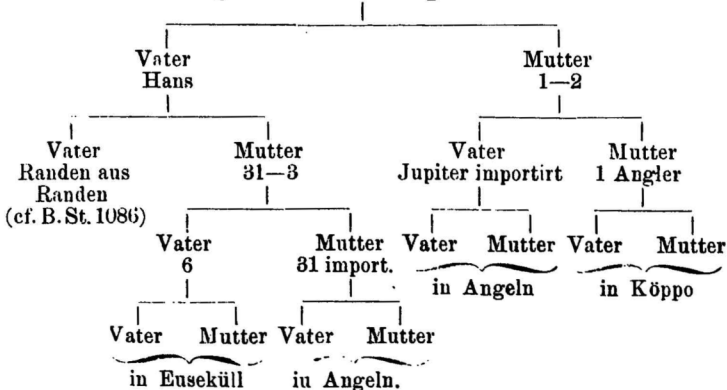 Vater Mutter
Hans 1—2
Vater Mutter Vater Mutter
Randen aus 31—3 Jupiter importirt 1 Angler
Randen
(cf. B. St. 1086)
Vater Mutter Vater Mutter Vater Mutter
6 31 import.
in Angeln in Köppo
Vater Mutter Vater Mutter
in Euseküll in Angeln.